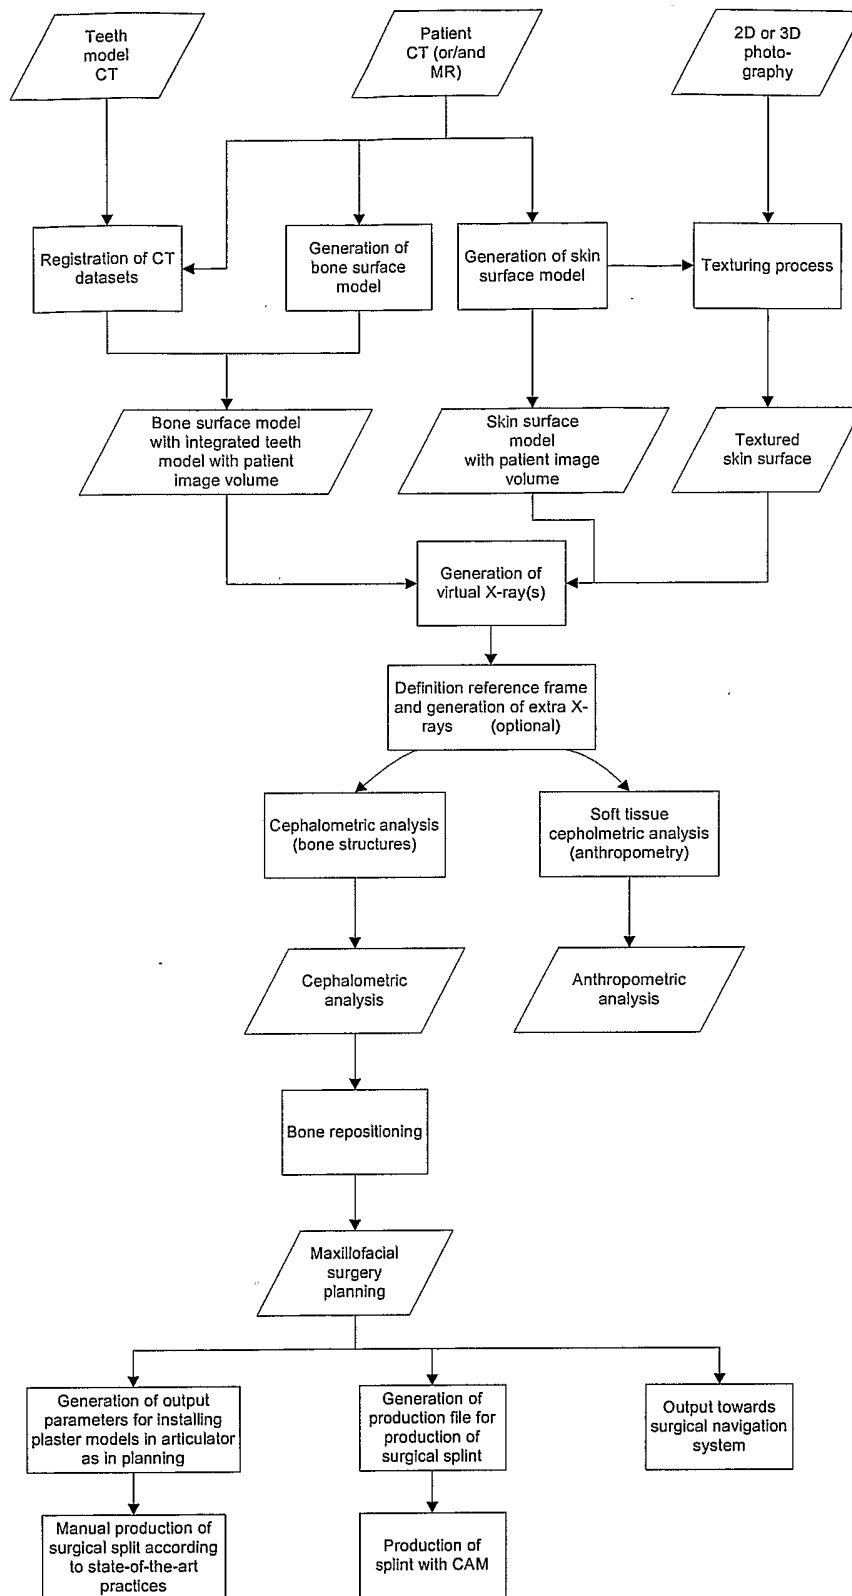 Teeth
model
CT
Patient
CT (or/and
MR)
2D or 3D
photo-
graphy
Registration of CT
datasets
Generation of
bone surface
model
Generation of skin
surface model
Texturing process
Bone surface model
with integrated teeth
model with patient
image volume
Skin surface
model
with patient image
volume
Textured
skin surface
Generation of
virtual X-ray(s)
Definition reference frame
and generation of extra X-
rays (optional)
Cephalometric analysis
(bone structures)
Soft tissue
cepholmetric analysis
(anthropometry)
Cephalometric
analysis
Anthropometric
analysis
Bone repositioning
Maxillofacial
surgery
planning
Generation of output
parameters for installing
plaster models in articulator
as in planning
Generation of
production file for
production of
surgical splint
Output towards
surgical navigation
system
Manual production of
surgical split according
to state-of-the-art
practices
Production of
splint with CAM